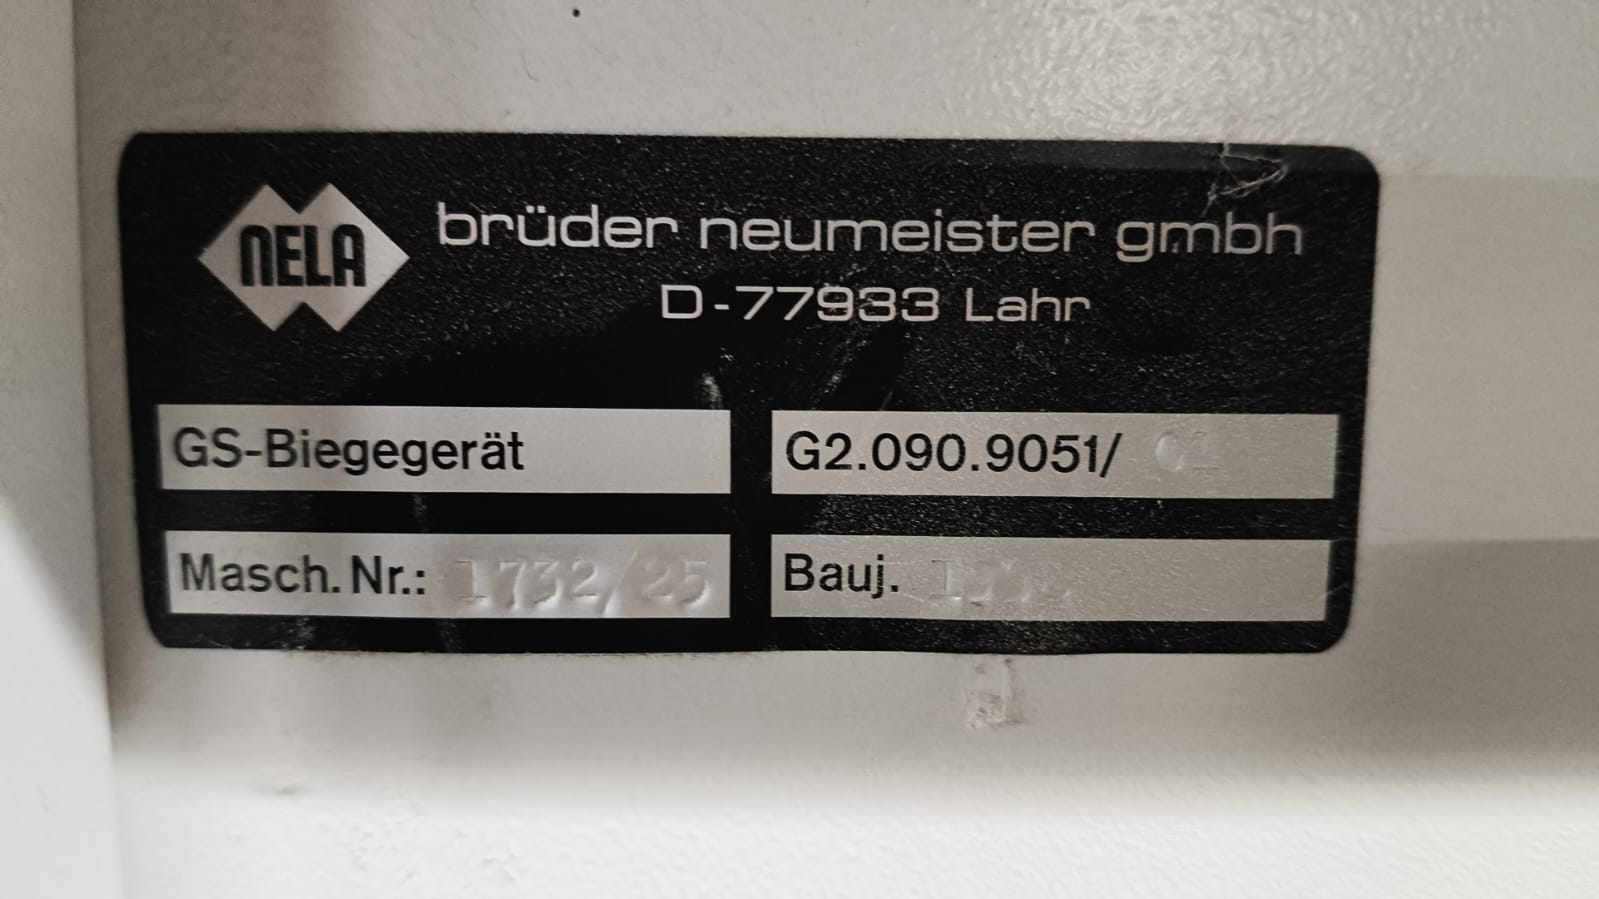 NELA
brüder neumeister gmbh
D-77933 Lahr
GS-Biegegerät
G2.090.9051/
Masch. Nr.: 1732/25
Bauj.